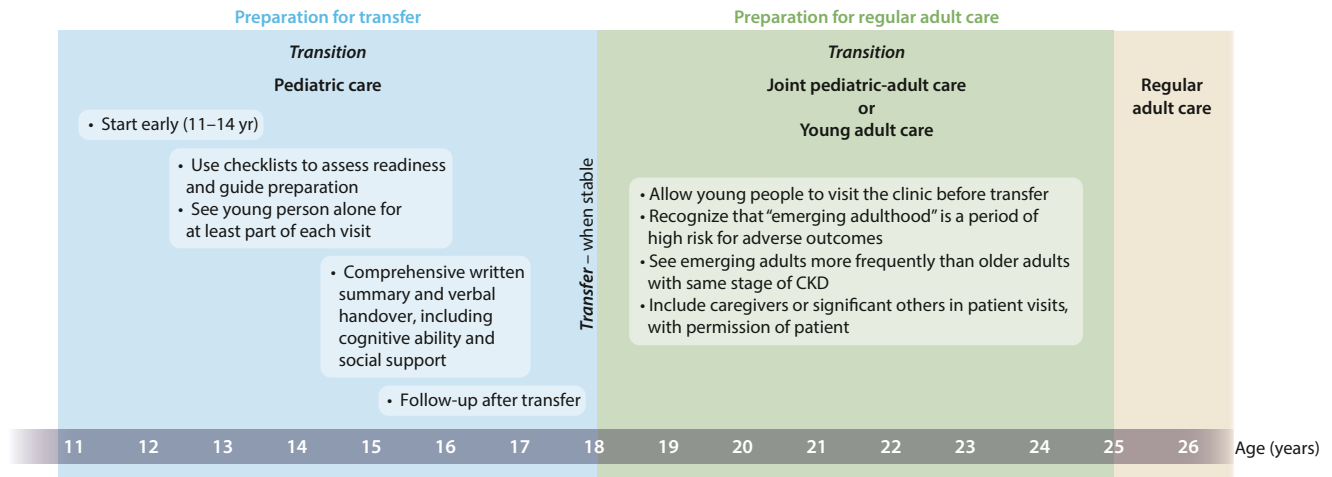 Preparation for transfer
Preparation for regular adult care
Transition
Pediatric care
• Start early (11–14 yr)
• Use checklists to assess readiness
and guide preparation
• See young person alone for
at least part of each visit
• Comprehensive written
summary and verbal
handover, including
cognitive ability and
social support
• Follow-up after transfer
Transfer – when stable
Transition
Joint pediatric-adult care
or
Young adult care
• Allow young people to visit the clinic before transfer
• Recognize that “emerging adulthood” is a period of
high risk for adverse outcomes
• See emerging adults more frequently than older adults
with same stage of CKD
• Include caregivers or significant others in patient visits,
with permission of patient
Regular
adult care
11 12 13 14 15 16 17 18 19 20 21 22 23 24 25 26 Age (years)